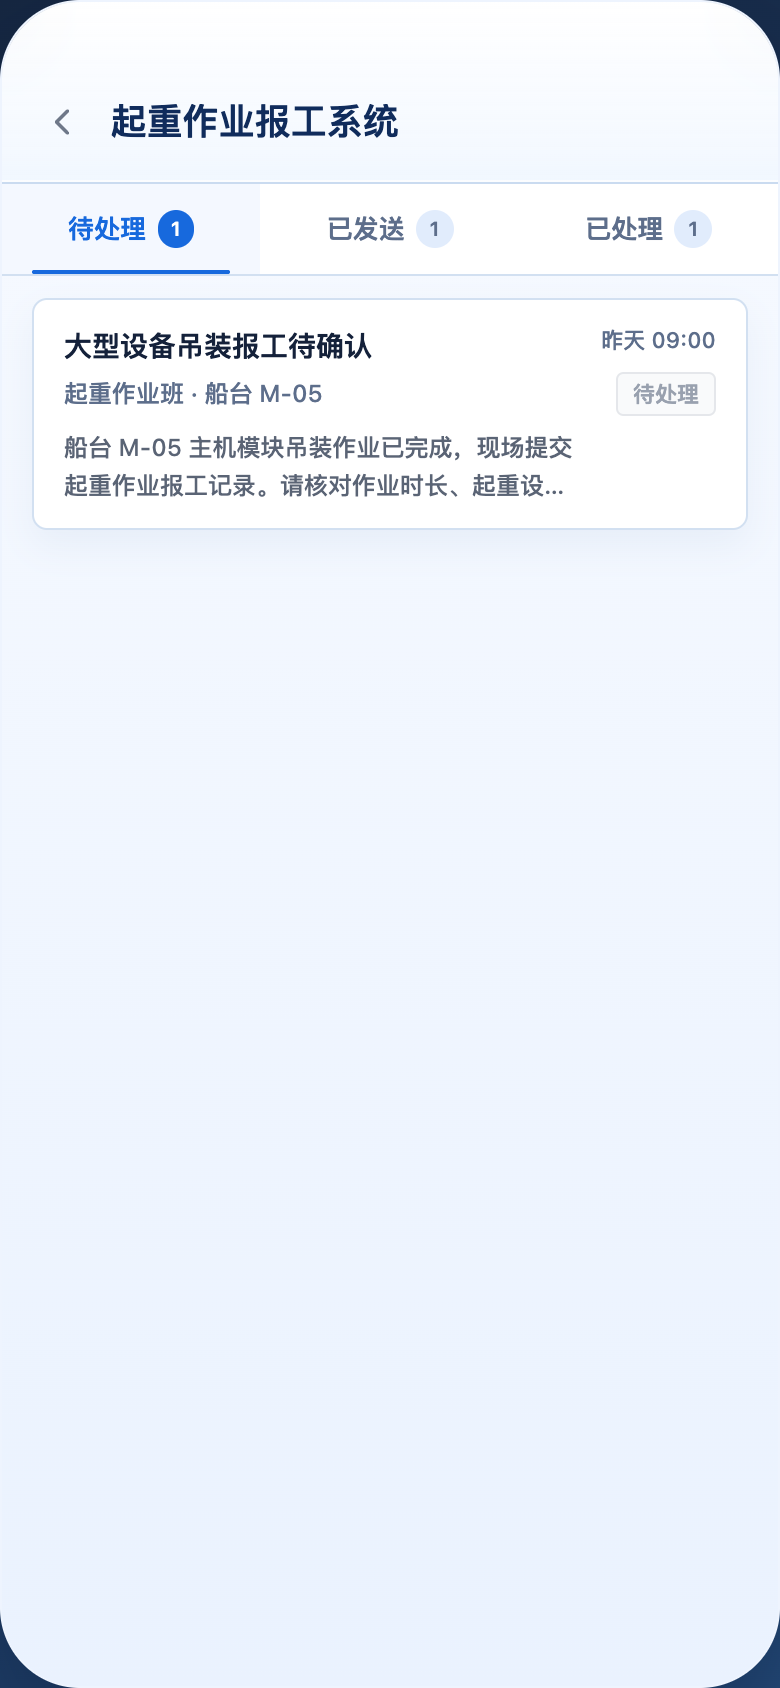 起重作业报工系统
待处理 1
已发送 1
已处理 1
大型设备吊装报工待确认
昨天 09:00
起重作业班 · 船台 M-05
待处理
船台 M-05 主机模块吊装作业已完成，现场提交
起重作业报工记录。请核对作业时长、起重设...